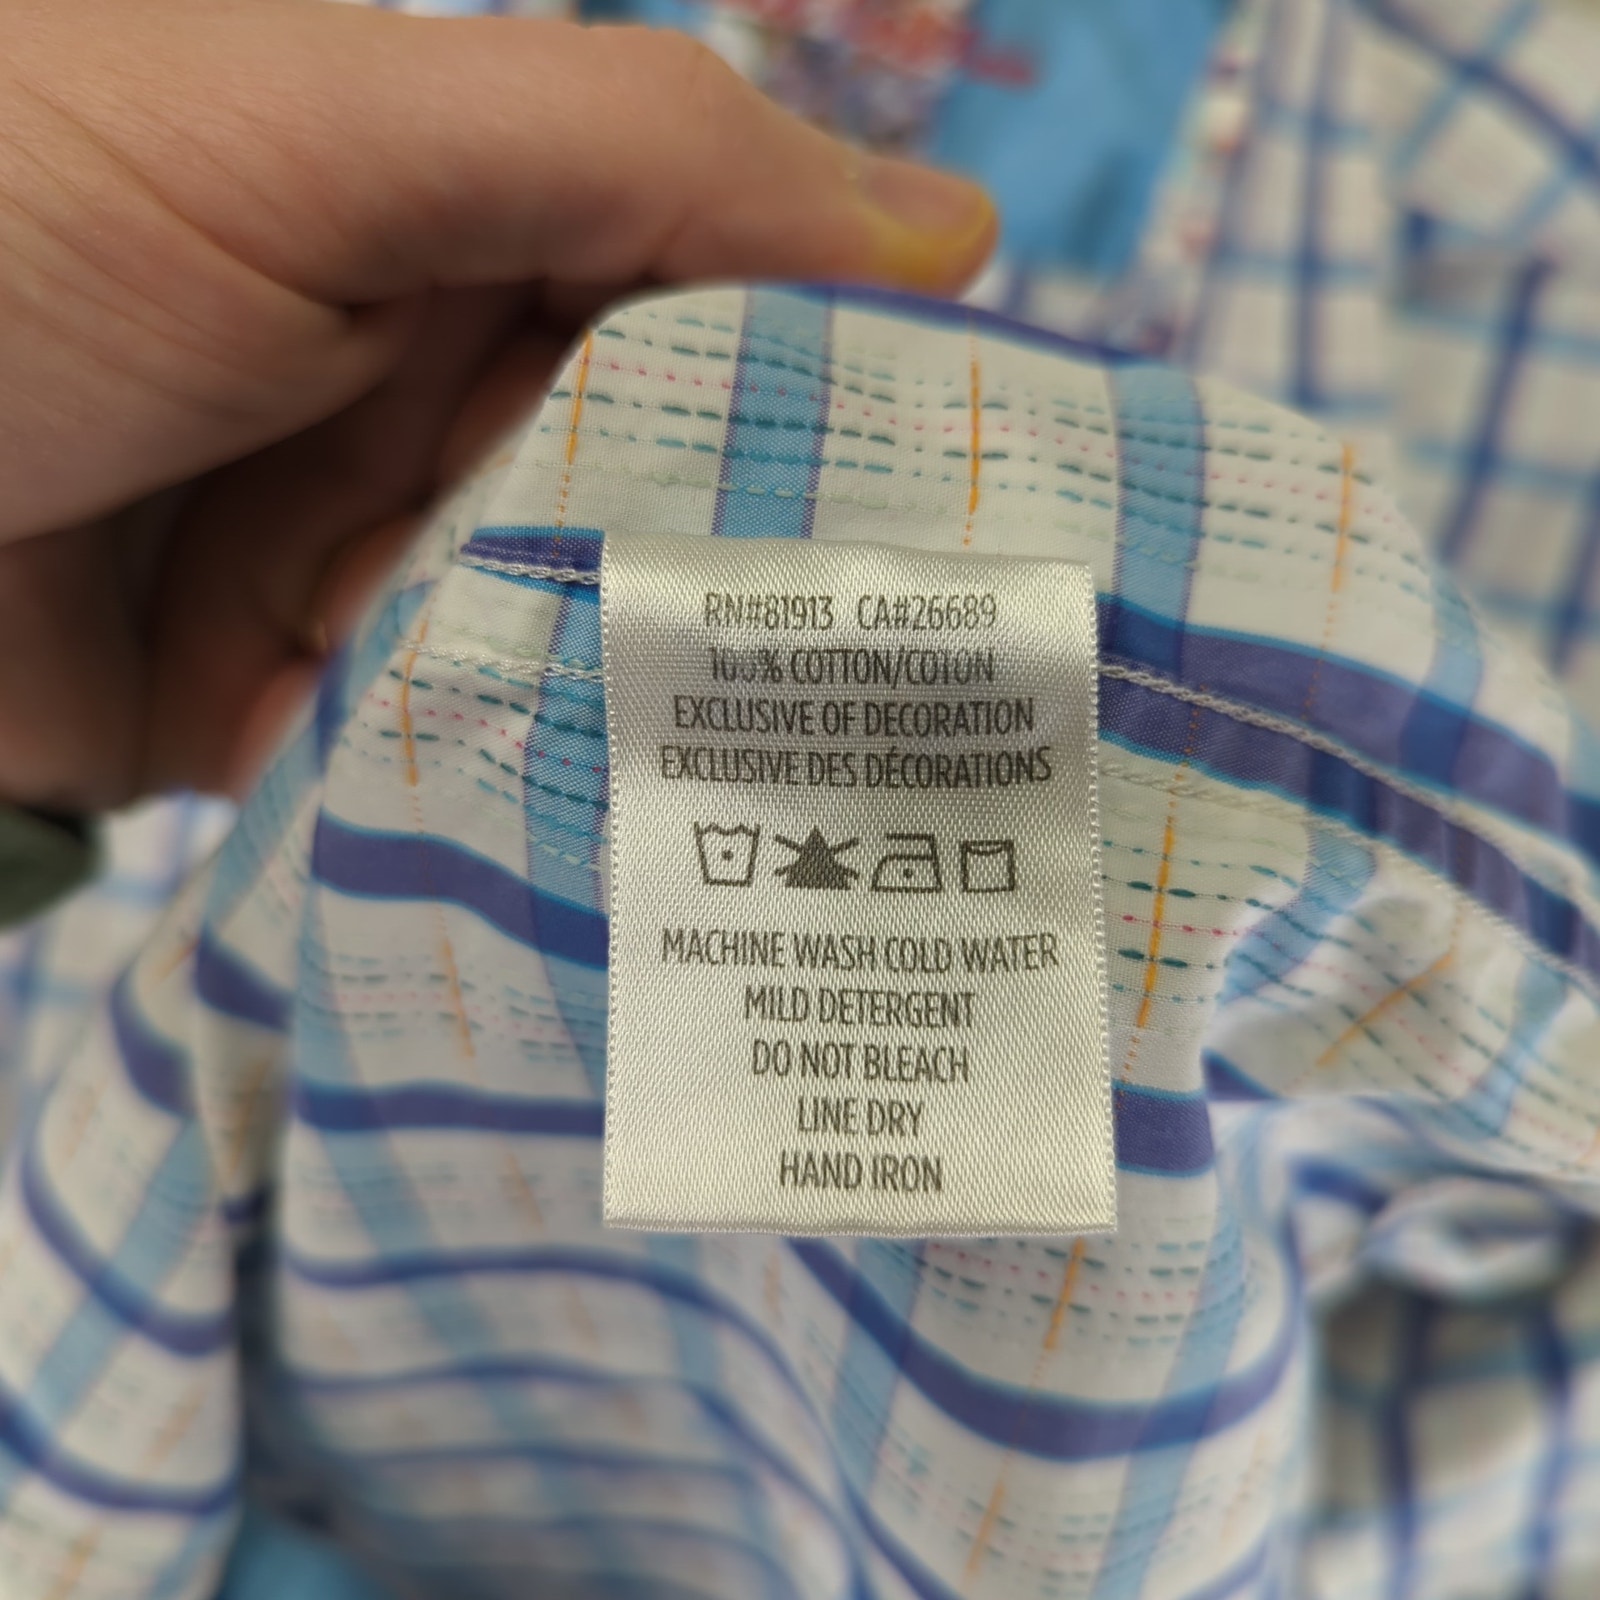 RN#81913 CA#26689
100% COTTON/COTON
EXCLUSIVE OF DECORATION
EXCLUSIVE DES DÉCORATIONS
MACHINE WASH COLD WATER
MILD DETERGENT
DO NOT BLEACH
LINE DRY
HAND IRON